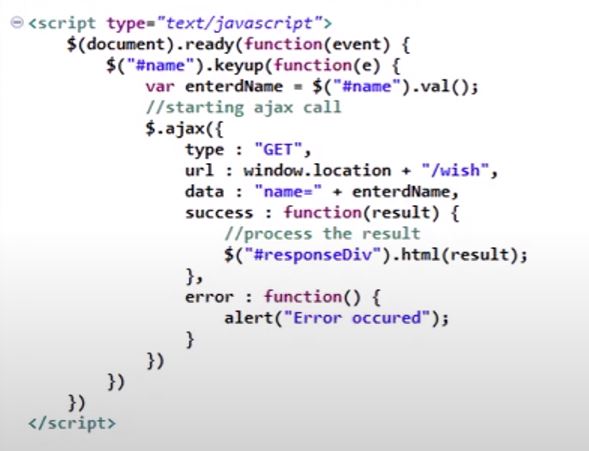 <script type="text/javascript">
$(document).ready(function(event) {
$("#name").keyup(function(e) {
var enterdName = $("#name").val();
//starting ajax call
$.ajax({
type : "GET",
url : window.location + "/wish",
data : "name=" + enterdName,
success : function(result) {
//process the result
$("#responseDiv").html(result);
},
error : function() {
alert("Error occured");
}
})
})
})
</script>